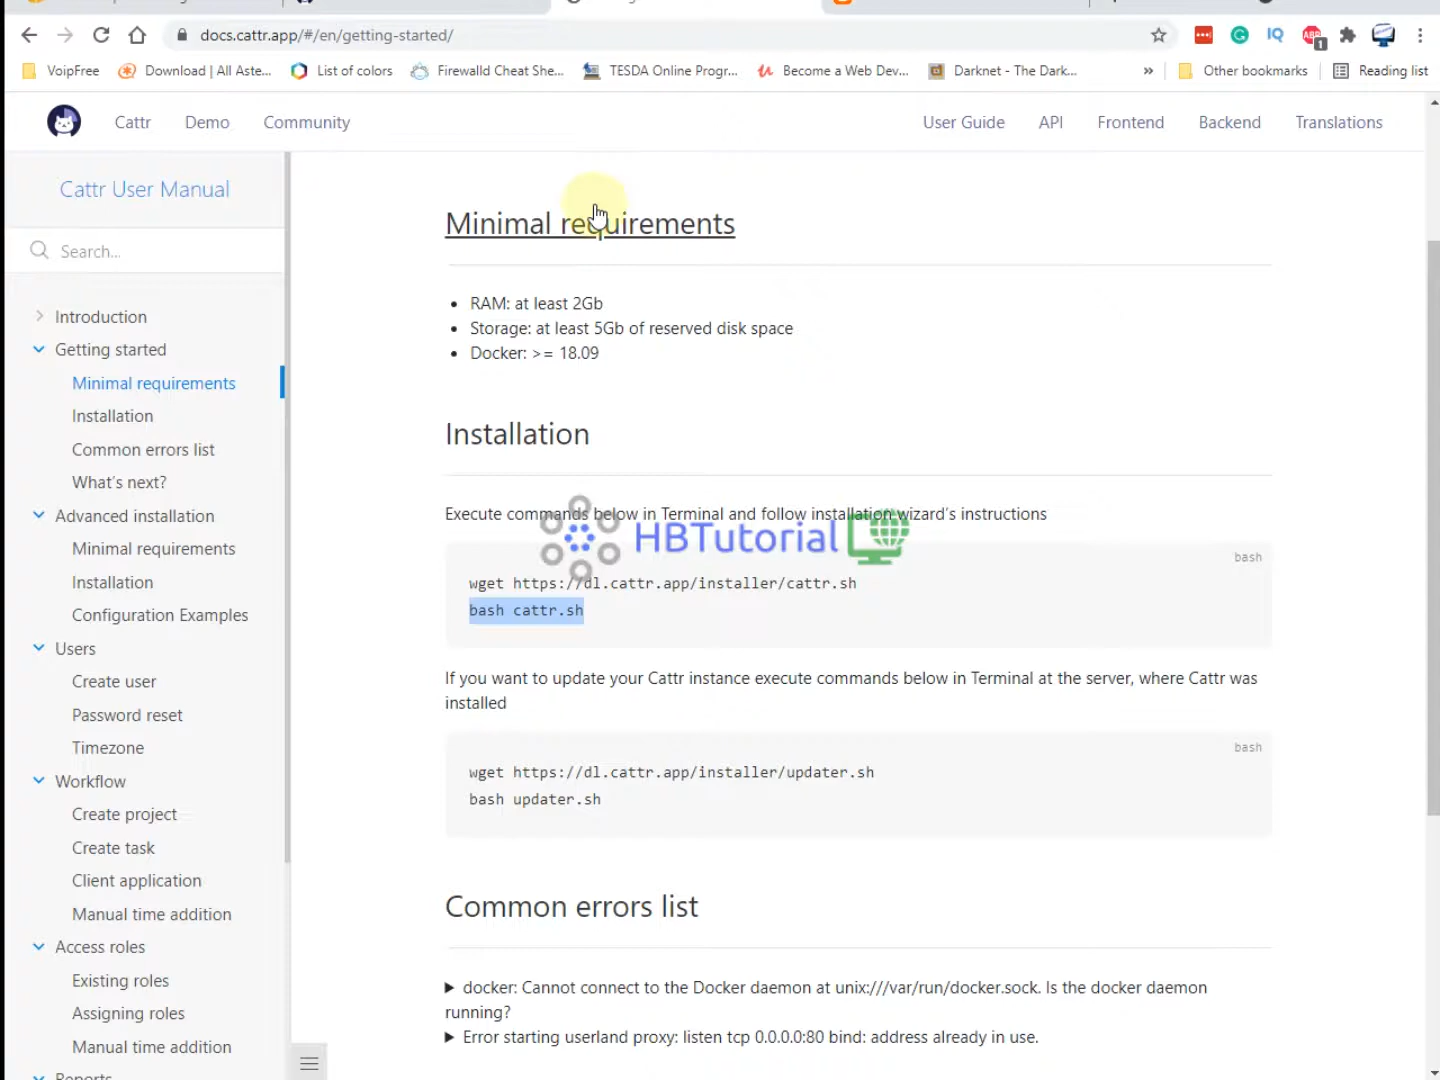 docs.cattr.app/#/en/getting-started/
VoipFree
Download | All Aste...
List of colors
Firewalld Cheat She...
TESDA Online Progr...
Become a Web Dev...
Darknet - The Dark...
»
Other bookmarks
Reading list
IQ
ABP
1
Cattr
Demo
Community
User Guide
API
Frontend
Backend
Translations
Cattr User Manual
Search...
Introduction
Getting started
Minimal requirements
Installation
Common errors list
What's next?
Advanced installation
Minimal requirements
Installation
Configuration Examples
Users
Create user
Password reset
Timezone
Workflow
Create project
Create task
Client application
Manual time addition
Access roles
Existing roles
Assigning roles
Manual time addition
Reports
Minimal requirements
• RAM: at least 2Gb
• Storage: at least 5Gb of reserved disk space
• Docker: >= 18.09
Installation
Execute commands below in Terminal and follow installation wizard's instructions
HBTutorial
bash
wget https://dl.cattr.app/installer/cattr.sh
bash cattr.sh
If you want to update your Cattr instance execute commands below in Terminal at the server, where Cattr was
installed
bash
wget https://dl.cattr.app/installer/updater.sh
bash updater.sh
Common errors list
docker: Cannot connect to the Docker daemon at unix:///var/run/docker.sock. Is the docker daemon
running?
Error starting userland proxy: listen tcp 0.0.0.0:80 bind: address already in use.